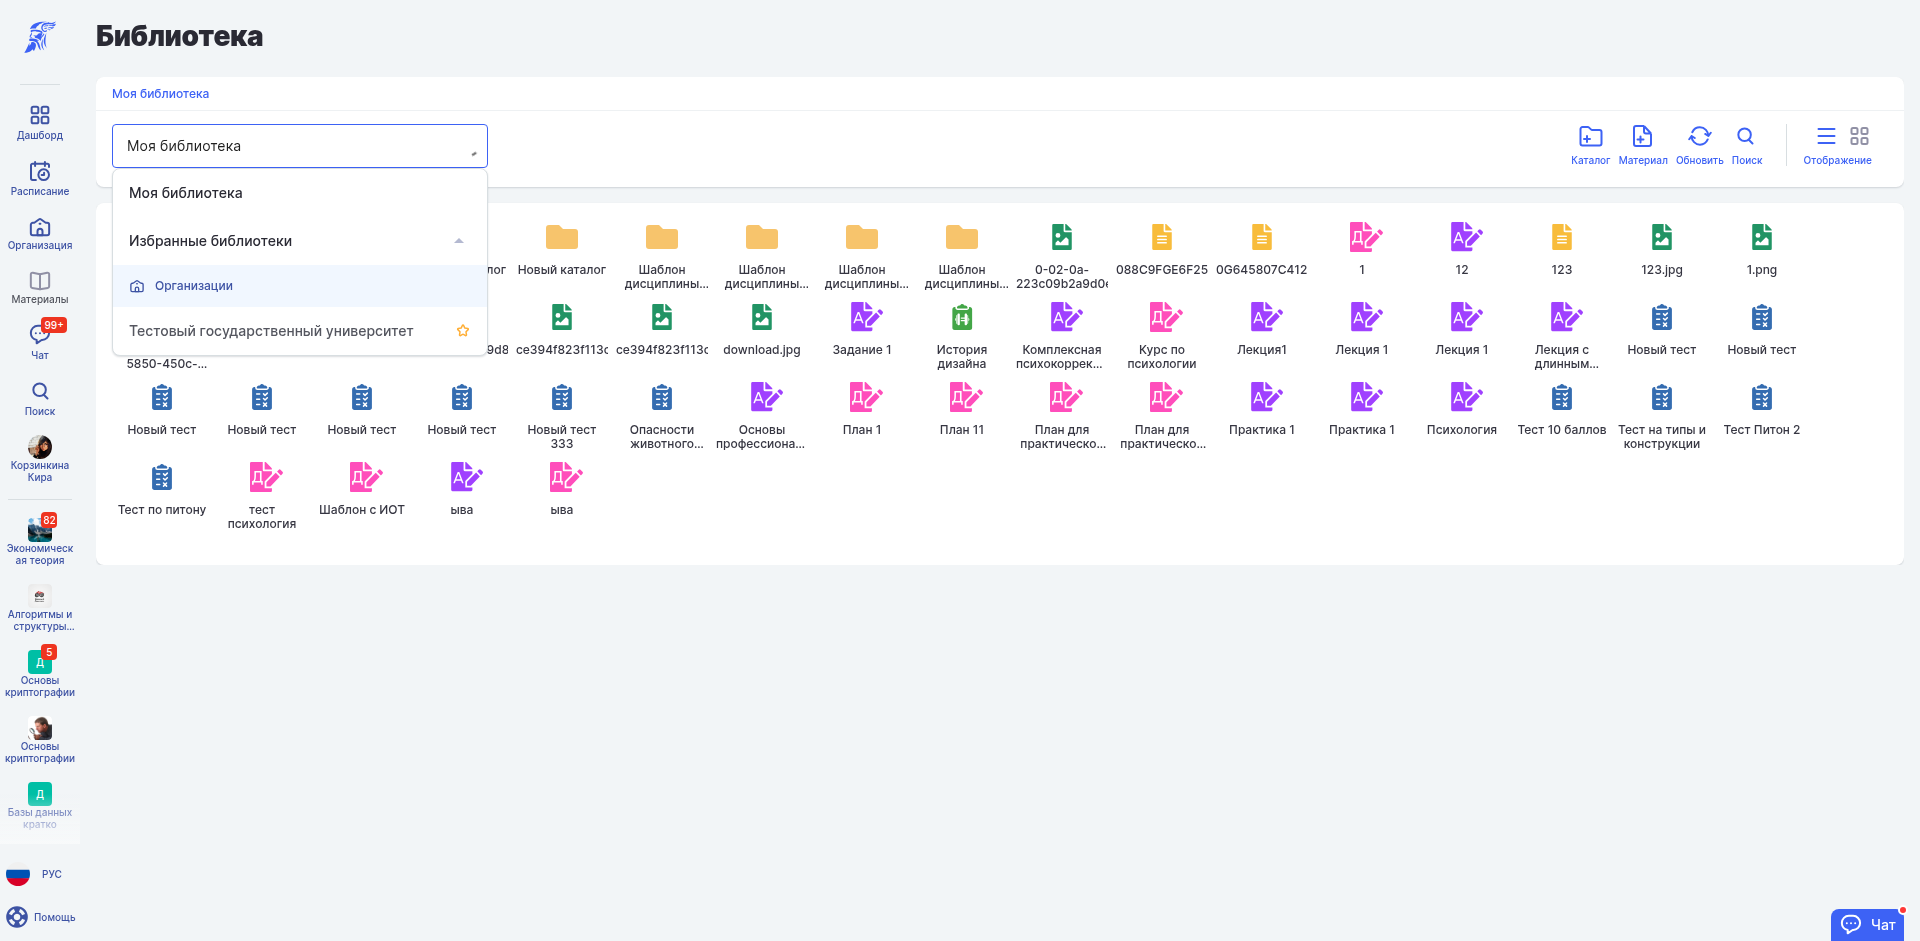 Библиотека
Моя библиотека
Моя библиотека
Каталог
Материал
Обновить
Поиск
Отображение
Моя библиотека
Избранные библиотеки
Организации
Тестовый государственный университет
Дашборд
Расписание
Организация
Материалы
99+
Чат
Поиск
Корзинкина
Кира
82
Экономическ
ая теория
Алгоритмы и
структуры...
5
Д
Основы
криптографии
Основы
криптографии
Д
Базы данных
кратко
РУС
Помощь
лог
Новый каталог
Шаблон
дисциплины...
Шаблон
дисциплины...
Шаблон
дисциплины...
Шаблон
дисциплины...
0-02-0a-
223c09b2a9d0e
088C9FGE6F25
0G645807C412
Д
1
А
12
123
123.jpg
1.png
5850-450c-...
9d8
ce394f823f113c
ce394f823f113c
download.jpg
А
Задание 1
История
дизайна
А
Комплексная
психокоррек...
Д
Курс по
психологии
А
Лекция1
А
Лекция 1
А
Лекция 1
А
Лекция с
длинным...
Новый тест
Новый тест
Новый тест
Новый тест
Новый тест
Новый тест
Новый тест
333
Опасности
животного...
А
Основы
профессиона...
Д
План 1
Д
План 11
Д
План для
практическо...
Д
План для
практическо...
А
Практика 1
А
Практика 1
А
Психология
Тест 10 баллов
Тест на типы и
конструкции
Тест Питон 2
Тест по питону
Д
тест
психология
Д
Шаблон с ИОТ
А
ыва
Д
ыва
Чат